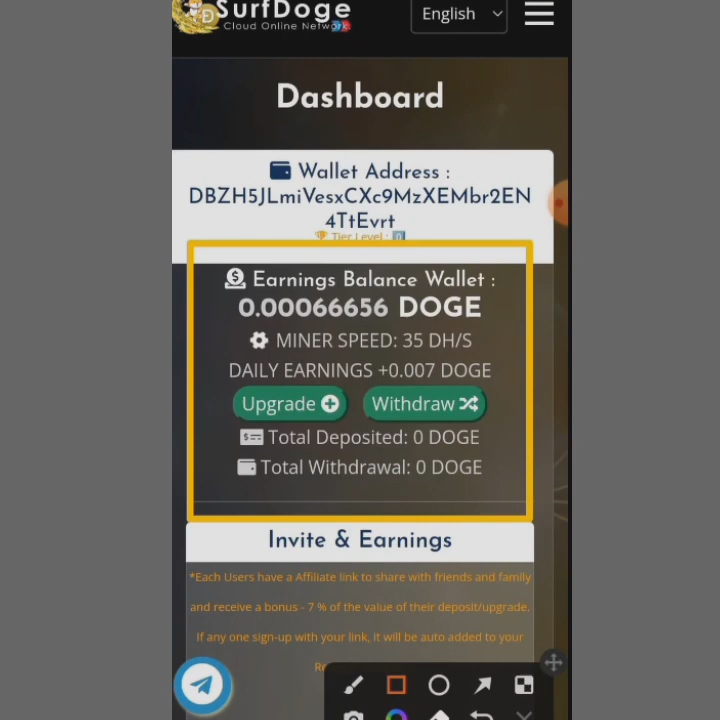 SurfDoge
Cloud Online Network
English
Dashboard
Wallet Address :
DBZH5JLmiVesxCXc9MzXEMbr2EN
4TtEvrt
Tier Level : 0
Earnings Balance Wallet :
0.00066656 DOGE
MINER SPEED: 35 DH/S
DAILY EARNINGS +0.007 DOGE
Upgrade Withdraw
Total Deposited: 0 DOGE
Total Withdrawal: 0 DOGE
Invite & Earnings
*Each Users have a Affiliate link to share with friends and family
and receive a bonus - 7 % of the value of their deposit/upgrade.
If any one sign-up with your link, it will be auto added to your